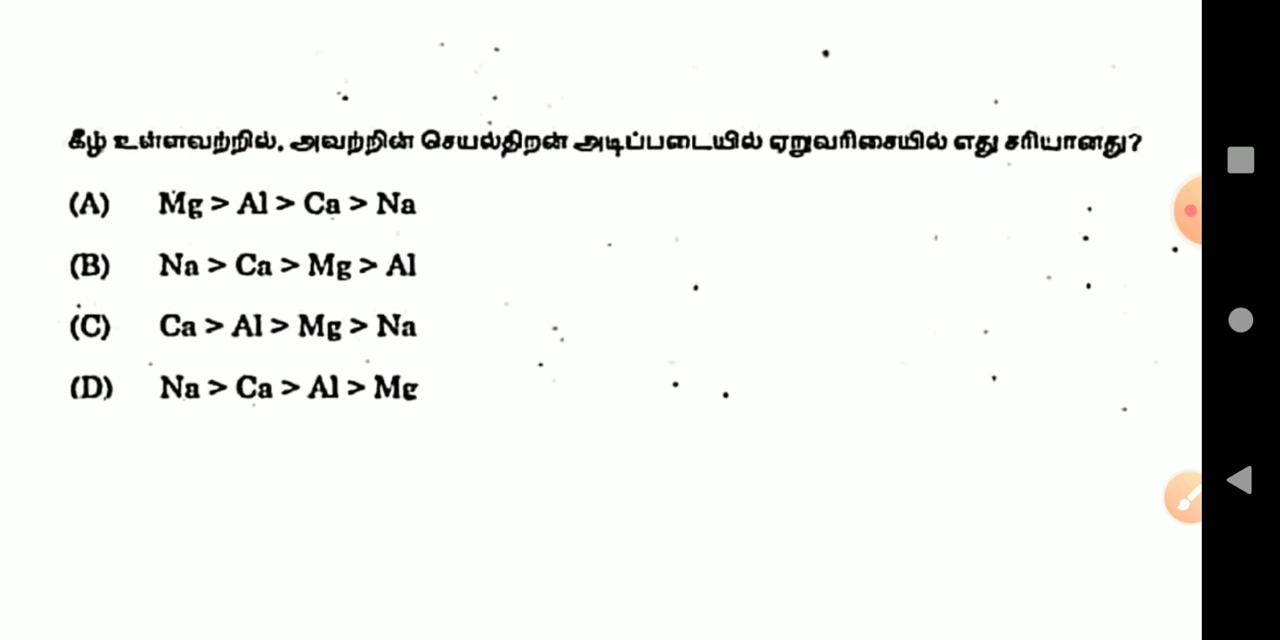 கீழ் உள்ளவற்றில், அவற்றின் செயல்திறன் அடிப்படையில் ஏறுவரிசையில் எது சரியானது?
(A) Mg > Al > Ca > Na
(B) Na > Ca > Mg > Al
(C) Ca > Al > Mg > Na
(D) Na > Ca > Al > Mg